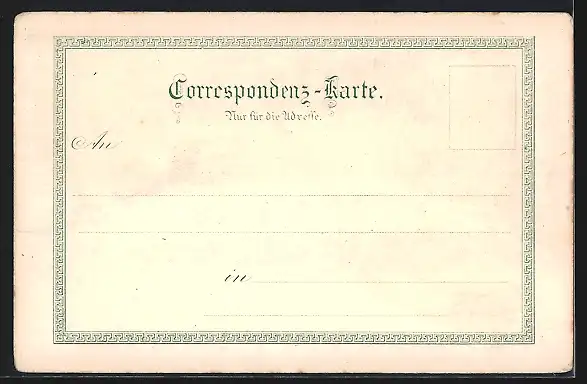 Correspondenz-Karte.
Nur für die Adresse.
An
in